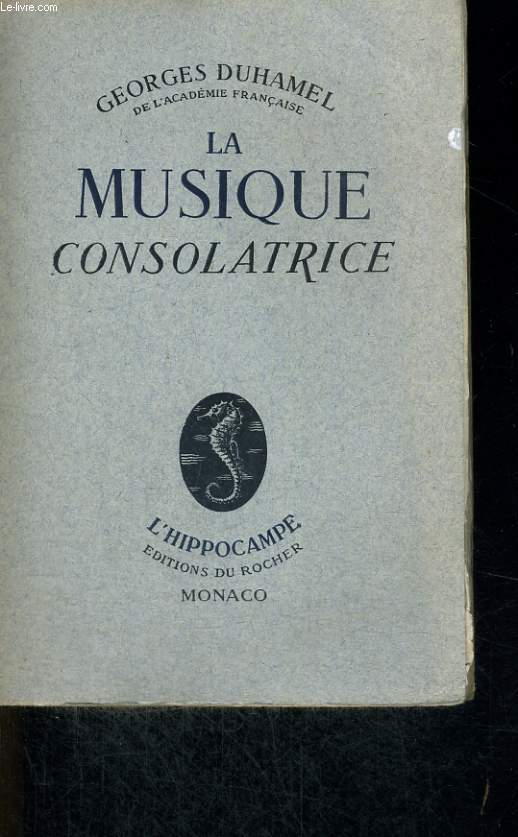 © Le-livre.com
GEORGES DUHAMEL
DE L'ACADÉMIE FRANÇAISE
LA
MUSIQUE
CONSOLATRICE
L'HIPPOCAMPE
EDITIONS DU ROCHER
MONACO